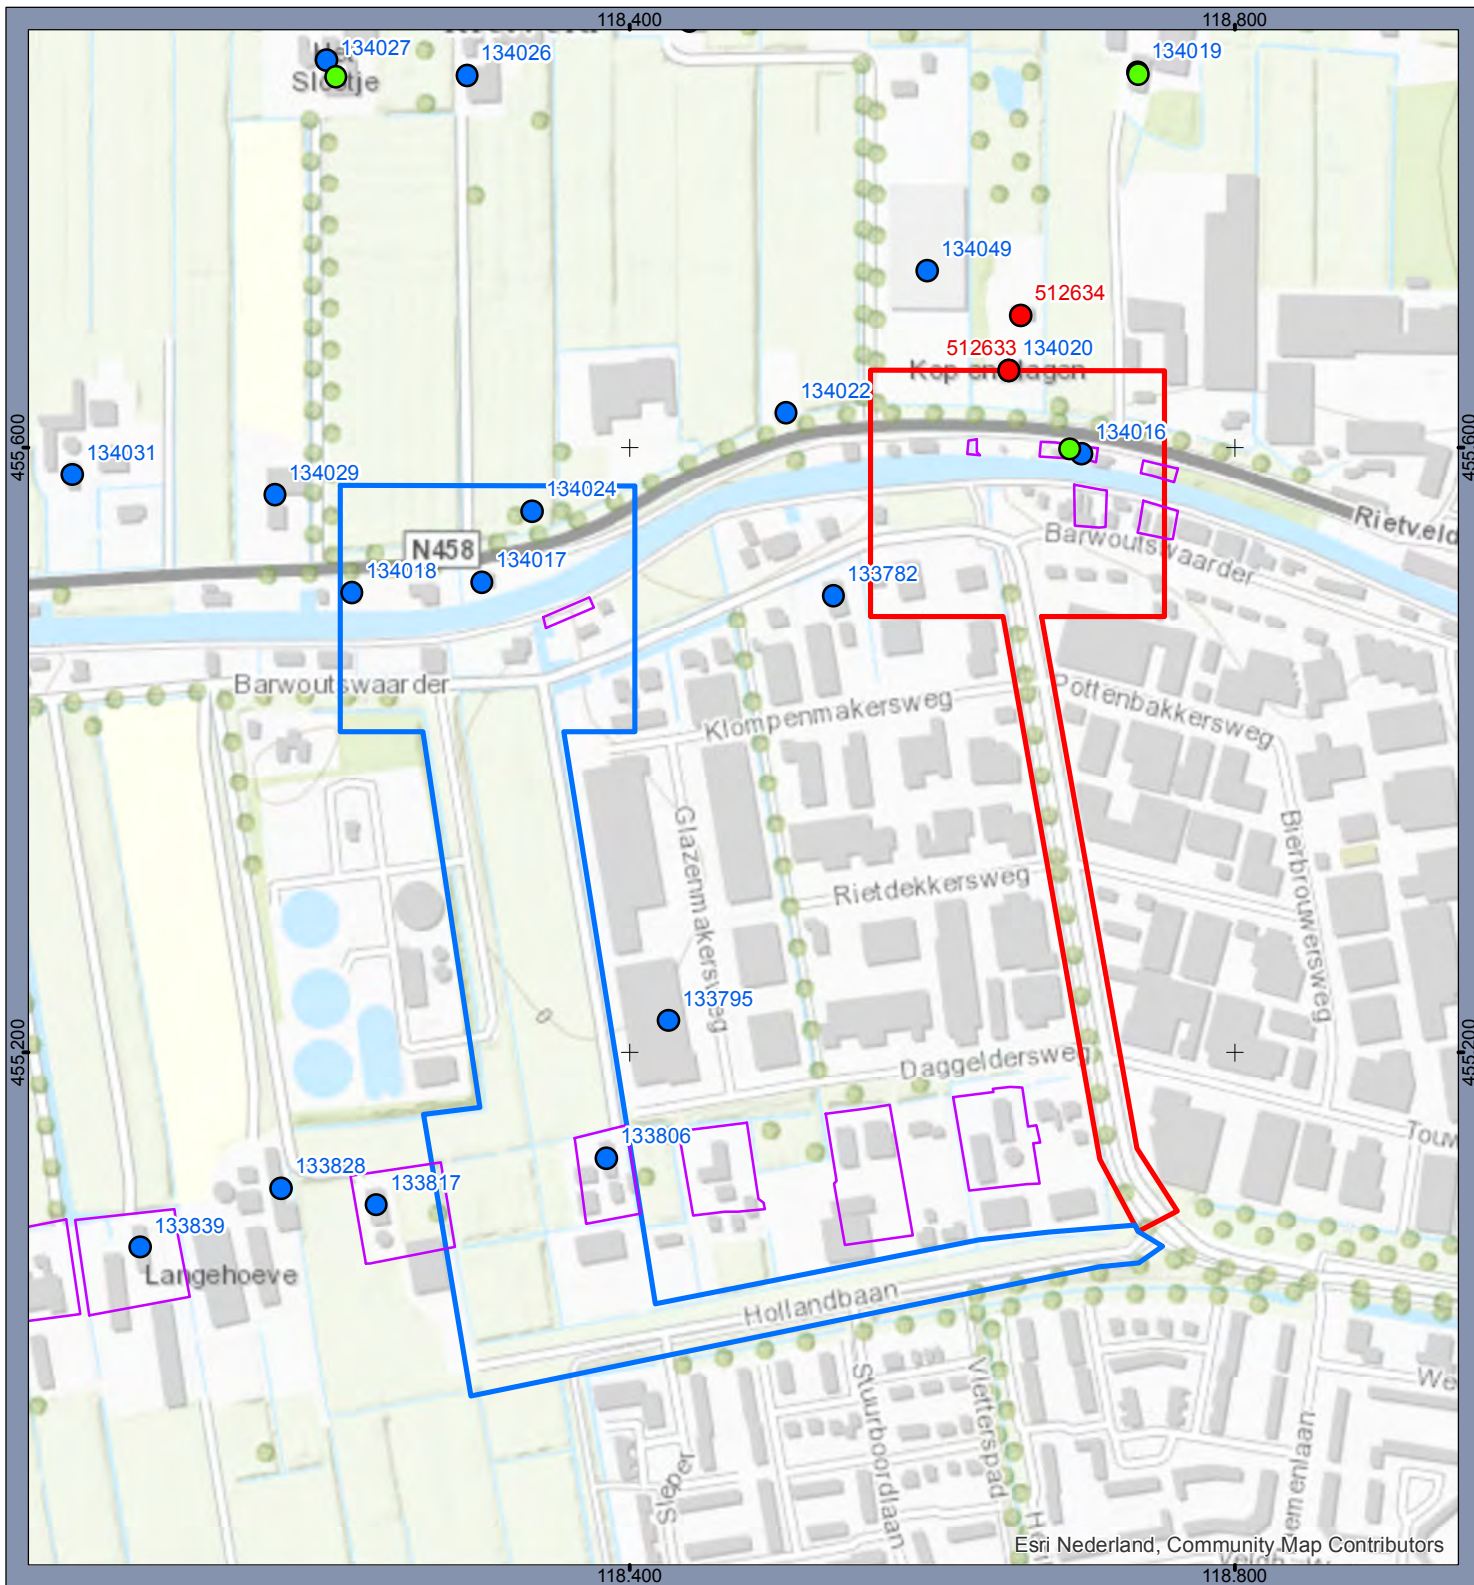 118.400
118.800
134027
134026
134019
Slootje
134049
512634
512633
134020
134022
134016
455.600
455.600
134031
134029
134024
Rietveld
N458
134017
134018
Barwoutswaarder
133782
Barwoutswaarder
Pottenbakkersweg
Klompenmakersweg
Glazenmakersweg
Bierbrouwersweg
Rietdekkersweg
133795
455.200
455.200
Daggeldersweg
Touw
133806
133828
133817
133839
Langehoeve
Hollandbaan
Stuurboordlaan
Vletterspad
We
Sleper
emenlaan
Esri Nederland, Community Map Contributors
118.400
118.800